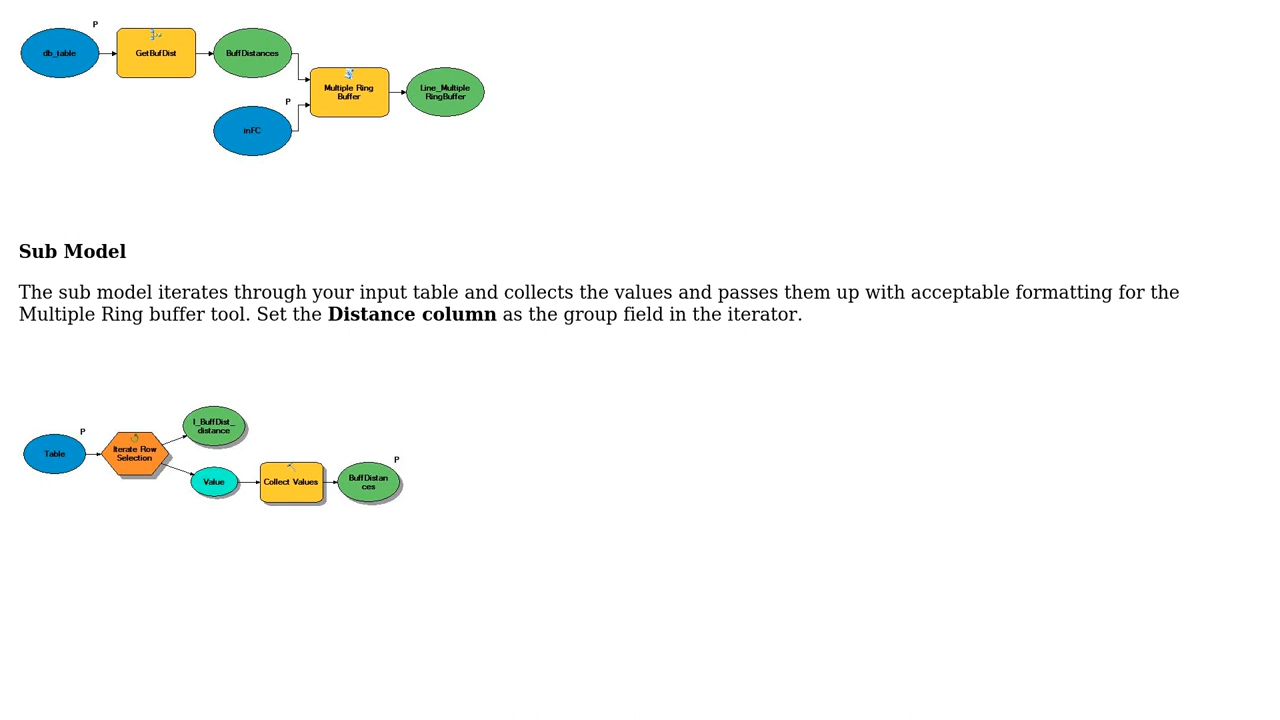 P
db_table
GetBufDist
BuffDistances
Multiple Ring
Buffer
Line_Multiple
RingBuffer
P
inFC
Sub Model
The sub model iterates through your input table and collects the values and passes them up with acceptable formatting for the
Multiple Ring buffer tool. Set the Distance column as the group field in the iterator.
P
Table
Iterate Row
Selection
I_BuffDist_
distance
Value
Collect Values
P
BuffDistan
ces